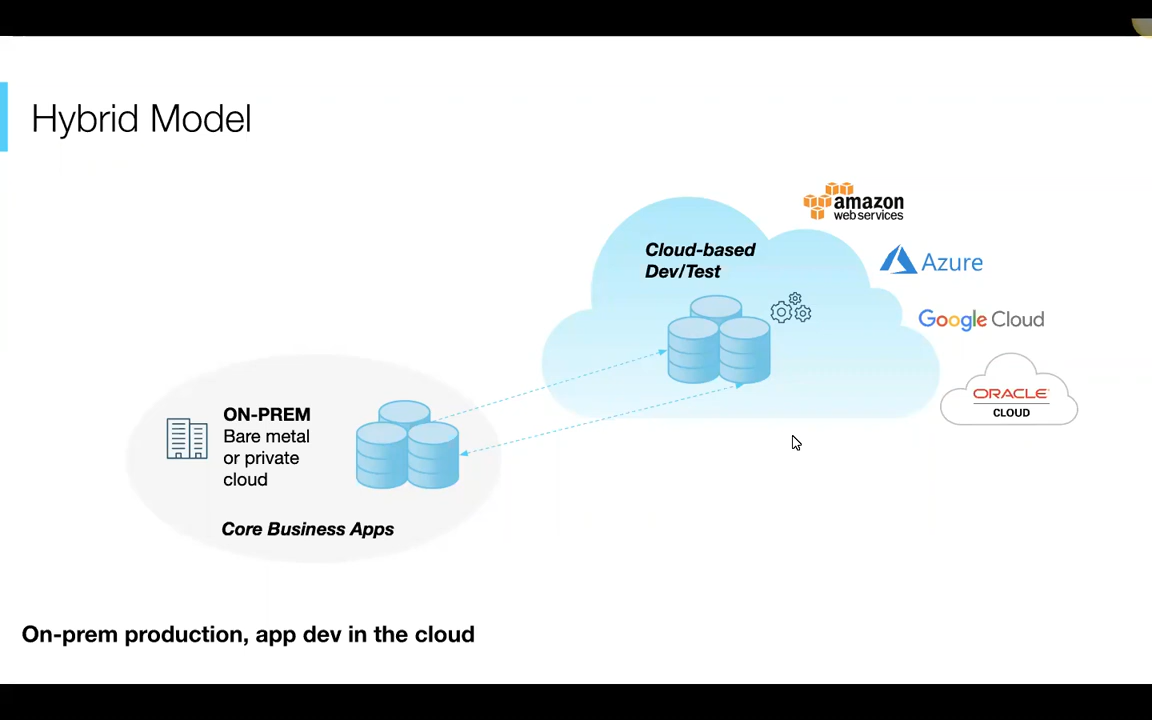 Hybrid Model
amazon
web services
Cloud-based
Dev/Test
Azure
Google Cloud
ORACLE
CLOUD
ON-PREM
Bare metal
or private
cloud
Core Business Apps
On-prem production, app dev in the cloud